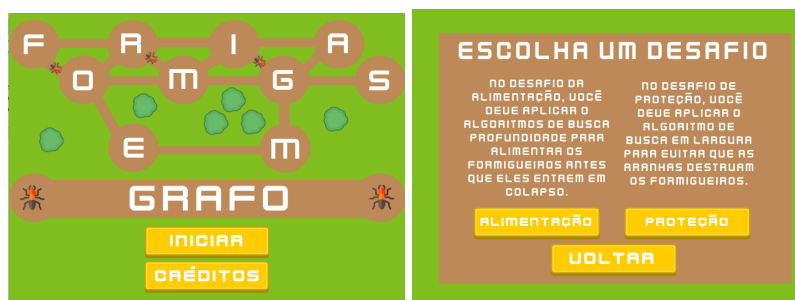 F R I A
O M G S
E M
GRAFO
INICIAR
CRÉDITOS
ESCOLHA UM DESAFIO
NO DESAFIO DA
ALIMENTAÇÃO, VOCÊ
DEVE APLICAR O
ALGORITMOS DE BUSCA
PROFUNDIDADE PARA
ALIMENTAR OS
FORMIGUEIROS ANTES
QUE ELES ENTREM EM
COLAPSO.
NO DESAFIO DE
PROTEÇÃO, VOCÊ
DEVE APLICAR O
ALGORITMO DE
BUSCA EM LARGURA
PARA EVITAR QUE AS
ARANHAS DESTRUAM
OS FORMIGUEIROS.
ALIMENTAÇÃO
PROTEÇÃO
VOLTAR